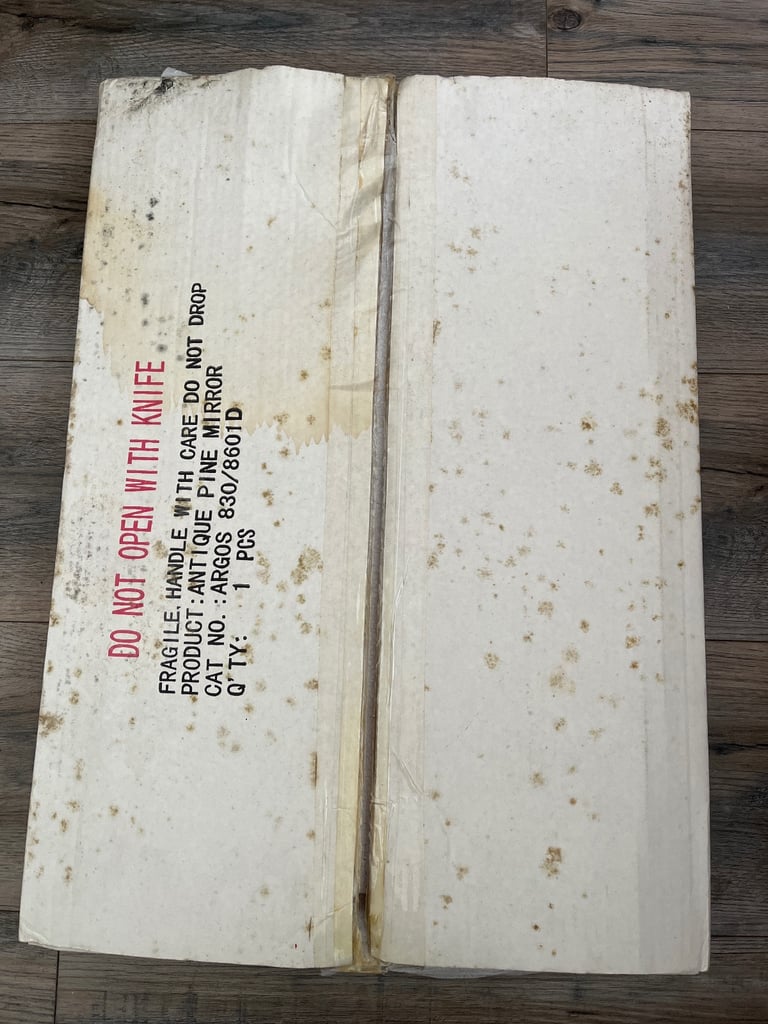 DO NOT OPEN WITH KNIFE
FRAGILE, HANDLE WITH CARE DO NOT DROP
PRODUCT:ANTIQUE PINE MIRROR
CAT NO. :ARGOS 830/8601D
Q'TY: 1 PCS